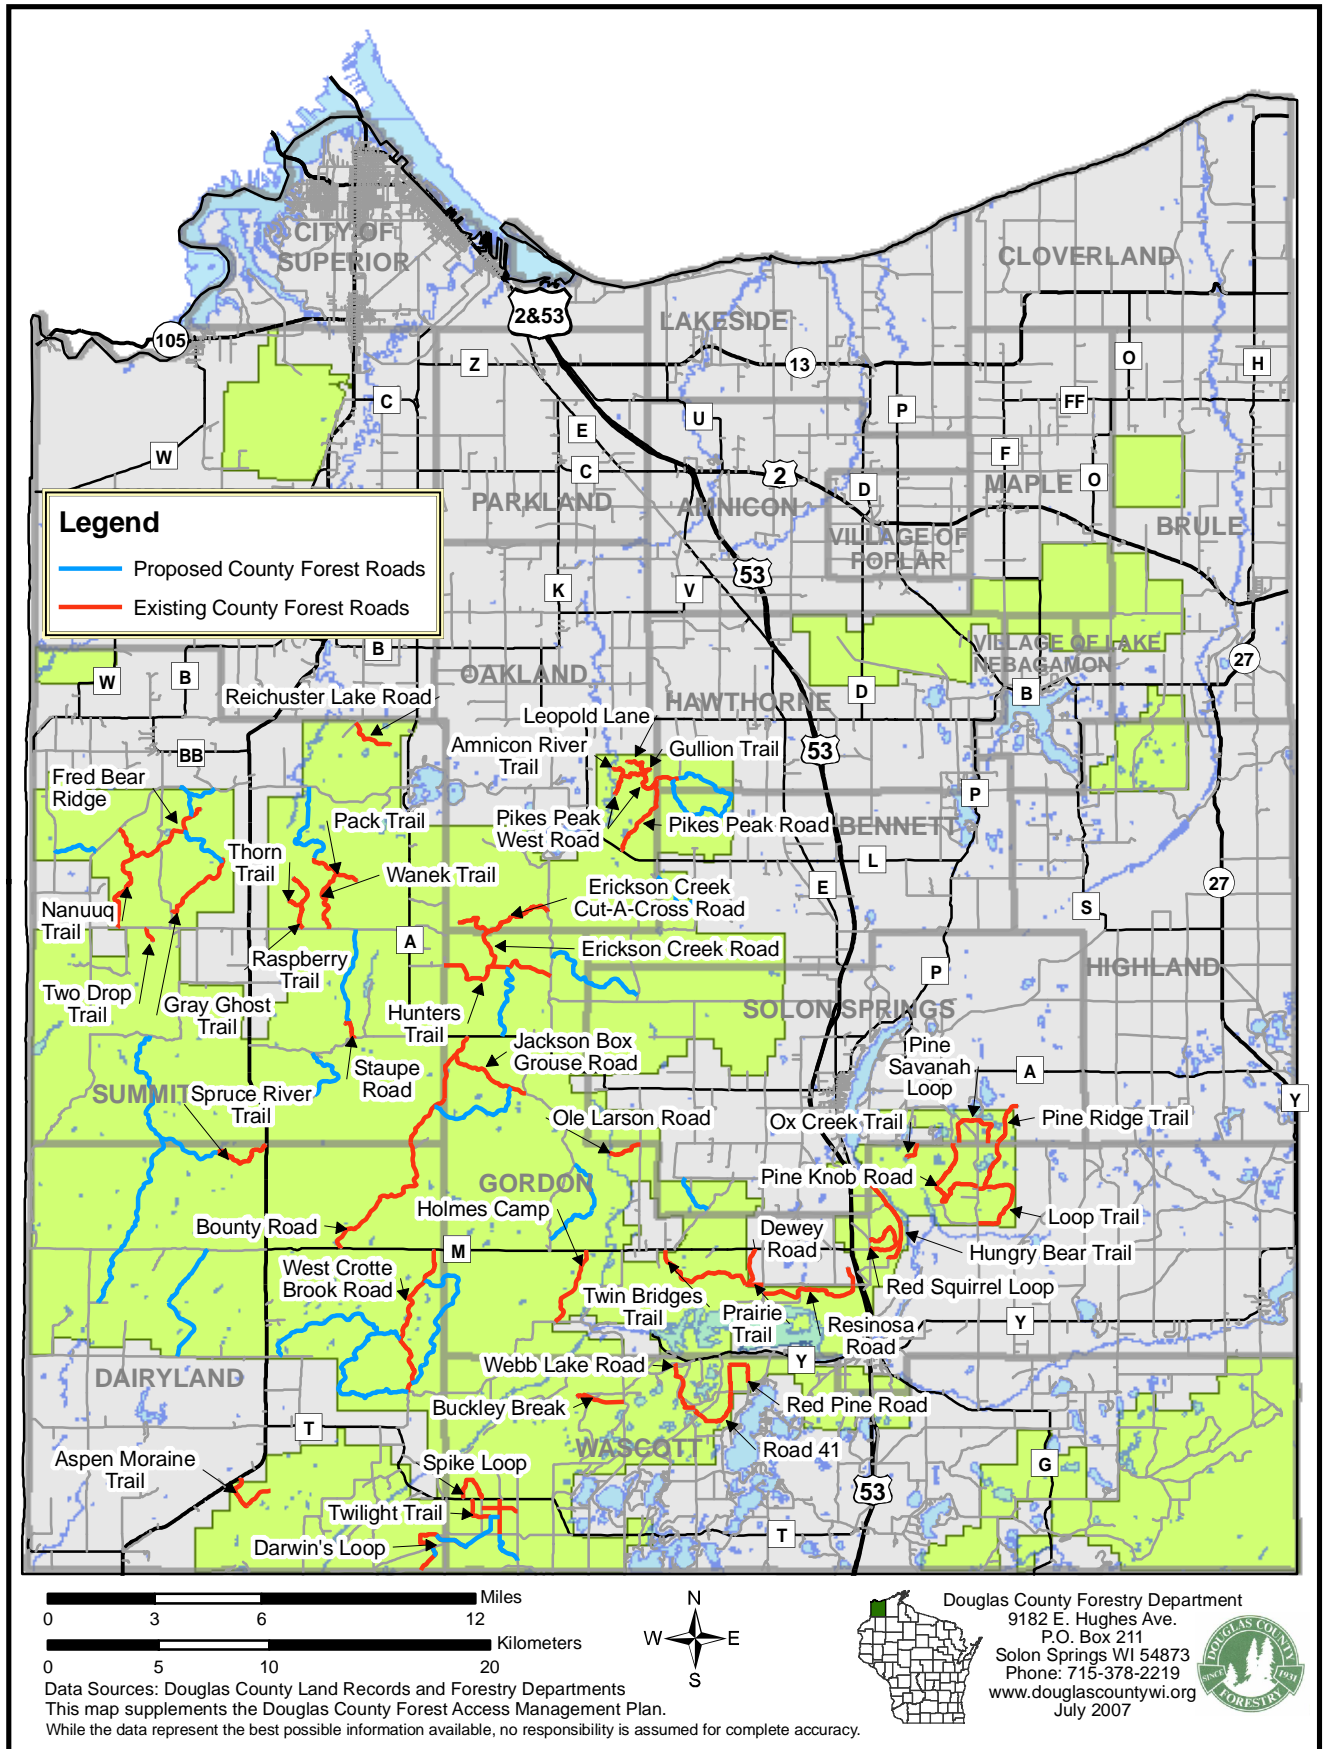 CITY OF
SUPERIOR
CLOVERLAND
2&53
LAKESIDE
105
Z
13
O
H
C
P
FF
U
E
W
C
F
2
D
O
MAPLE
PARKLAND
AMNICON
BRULE
VILLAGE OF
POPLAR
Legend
Proposed County Forest Roads
Existing County Forest Roads
53
K
V
B
W
B
OAKLAND
VILLAGE OF LAKE
NEBAGAMON
27
B
D
HAWTHORNE
Reichuster Lake Road
Leopold Lane
Amnicon River
Trail
Gullion Trail
53
BB
Fred Bear
Ridge
Pack Trail
Pikes Peak
West Road
Pikes Peak Road
BENNETT
P
L
Thorn
Trail
Wanek Trail
E
27
Erickson Creek
Cut-A-Cross Road
S
Nanuuq
Trail
A
Erickson Creek Road
Raspberry
Trail
P
HIGHLAND
Two Drop
Trail
Gray Ghost
Trail
Hunters
Trail
SOLON SPRINGS
Jackson Box
Grouse Road
Pine
Savanah
Loop
A
Staupe
Road
SUMMIT
Spruce River
Trail
Y
Ole Larson Road
Ox Creek Trail
Pine Ridge Trail
GORDON
Pine Knob Road
Holmes Camp
Bounty Road
Dewey
Road
Loop Trail
M
Hungry Bear Trail
West Crotte
Brook Road
Twin Bridges
Trail
Prairie
Trail
Red Squirrel Loop
Resinosa
Road
Y
Webb Lake Road
Y
DAIRYLAND
Buckley Break
Red Pine Road
T
WASCOTT
Road 41
Aspen Moraine
Trail
Spike Loop
G
53
Twilight Trail
T
Darwin's Loop
Miles
0 3 6 12
Kilometers
0 5 10 20
N
W E
S
Data Sources: Douglas County Land Records and Forestry Departments
This map supplements the Douglas County Forest Access Management Plan.
While the data represent the best possible information available, no responsibility is assumed for complete accuracy.
Douglas County Forestry Department
9182 E. Hughes Ave.
P.O. Box 211
Solon Springs WI 54873
Phone: 715-378-2219
www.douglascountywi.org
July 2007
DOUGLAS COUNTY
SINCE 1931
FORESTRY